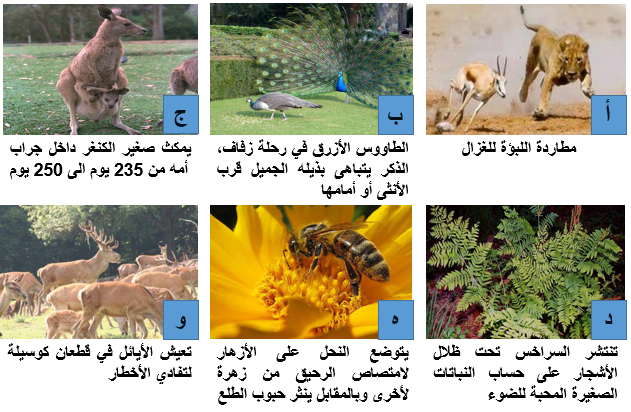 أ
مطاردة اللبؤة للغزال
ب
الطاووس الأزرق في رحلة زفاف،
الذكر يتباهى بذيله الجميل قرب
الأنثى أو أمامها
ج
يمكث صغير الكنغر داخل جراب
أمه من 235 يوم الى 250 يوم
د
تنتشر السراخس تحت ظلال
الأشجار على حساب النباتات
الصغيرة المحبة للضوء
ه
يتوضع النحل على الأزهار
لامتصاص الرحيق من زهرة
لأخرى وبالمقابل ينثر حبوب الطلع
و
تعيش الأيائل في قطعان كوسيلة
لتفادي الأخطار